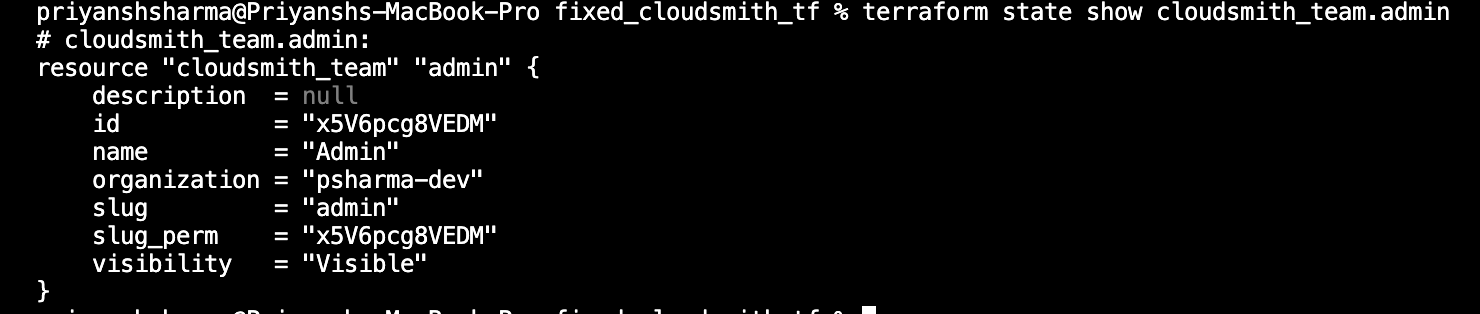 priyanshsharma@Priyanshs-MacBook-Pro fixed_cloudsmith_tf % terraform state show cloudsmith_team.admin
# cloudsmith_team.admin:
resource "cloudsmith_team" "admin" {
    description  = null
    id           = "x5V6pcg8VEDM"
    name         = "Admin"
    organization = "psharma-dev"
    slug         = "admin"
    slug_perm    = "x5V6pcg8VEDM"
    visibility   = "Visible"
}